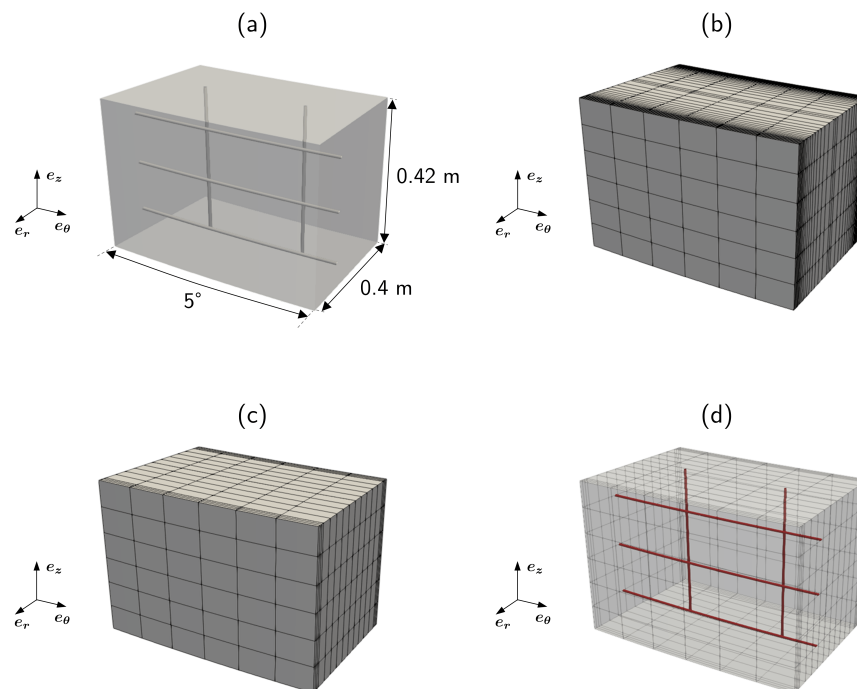 (a)
(b)
e_z
e_r
e_θ
0.42 m
0.4 m
5°
e_z
e_r
e_θ
(c)
(d)
e_z
e_r
e_θ
e_z
e_r
e_θ